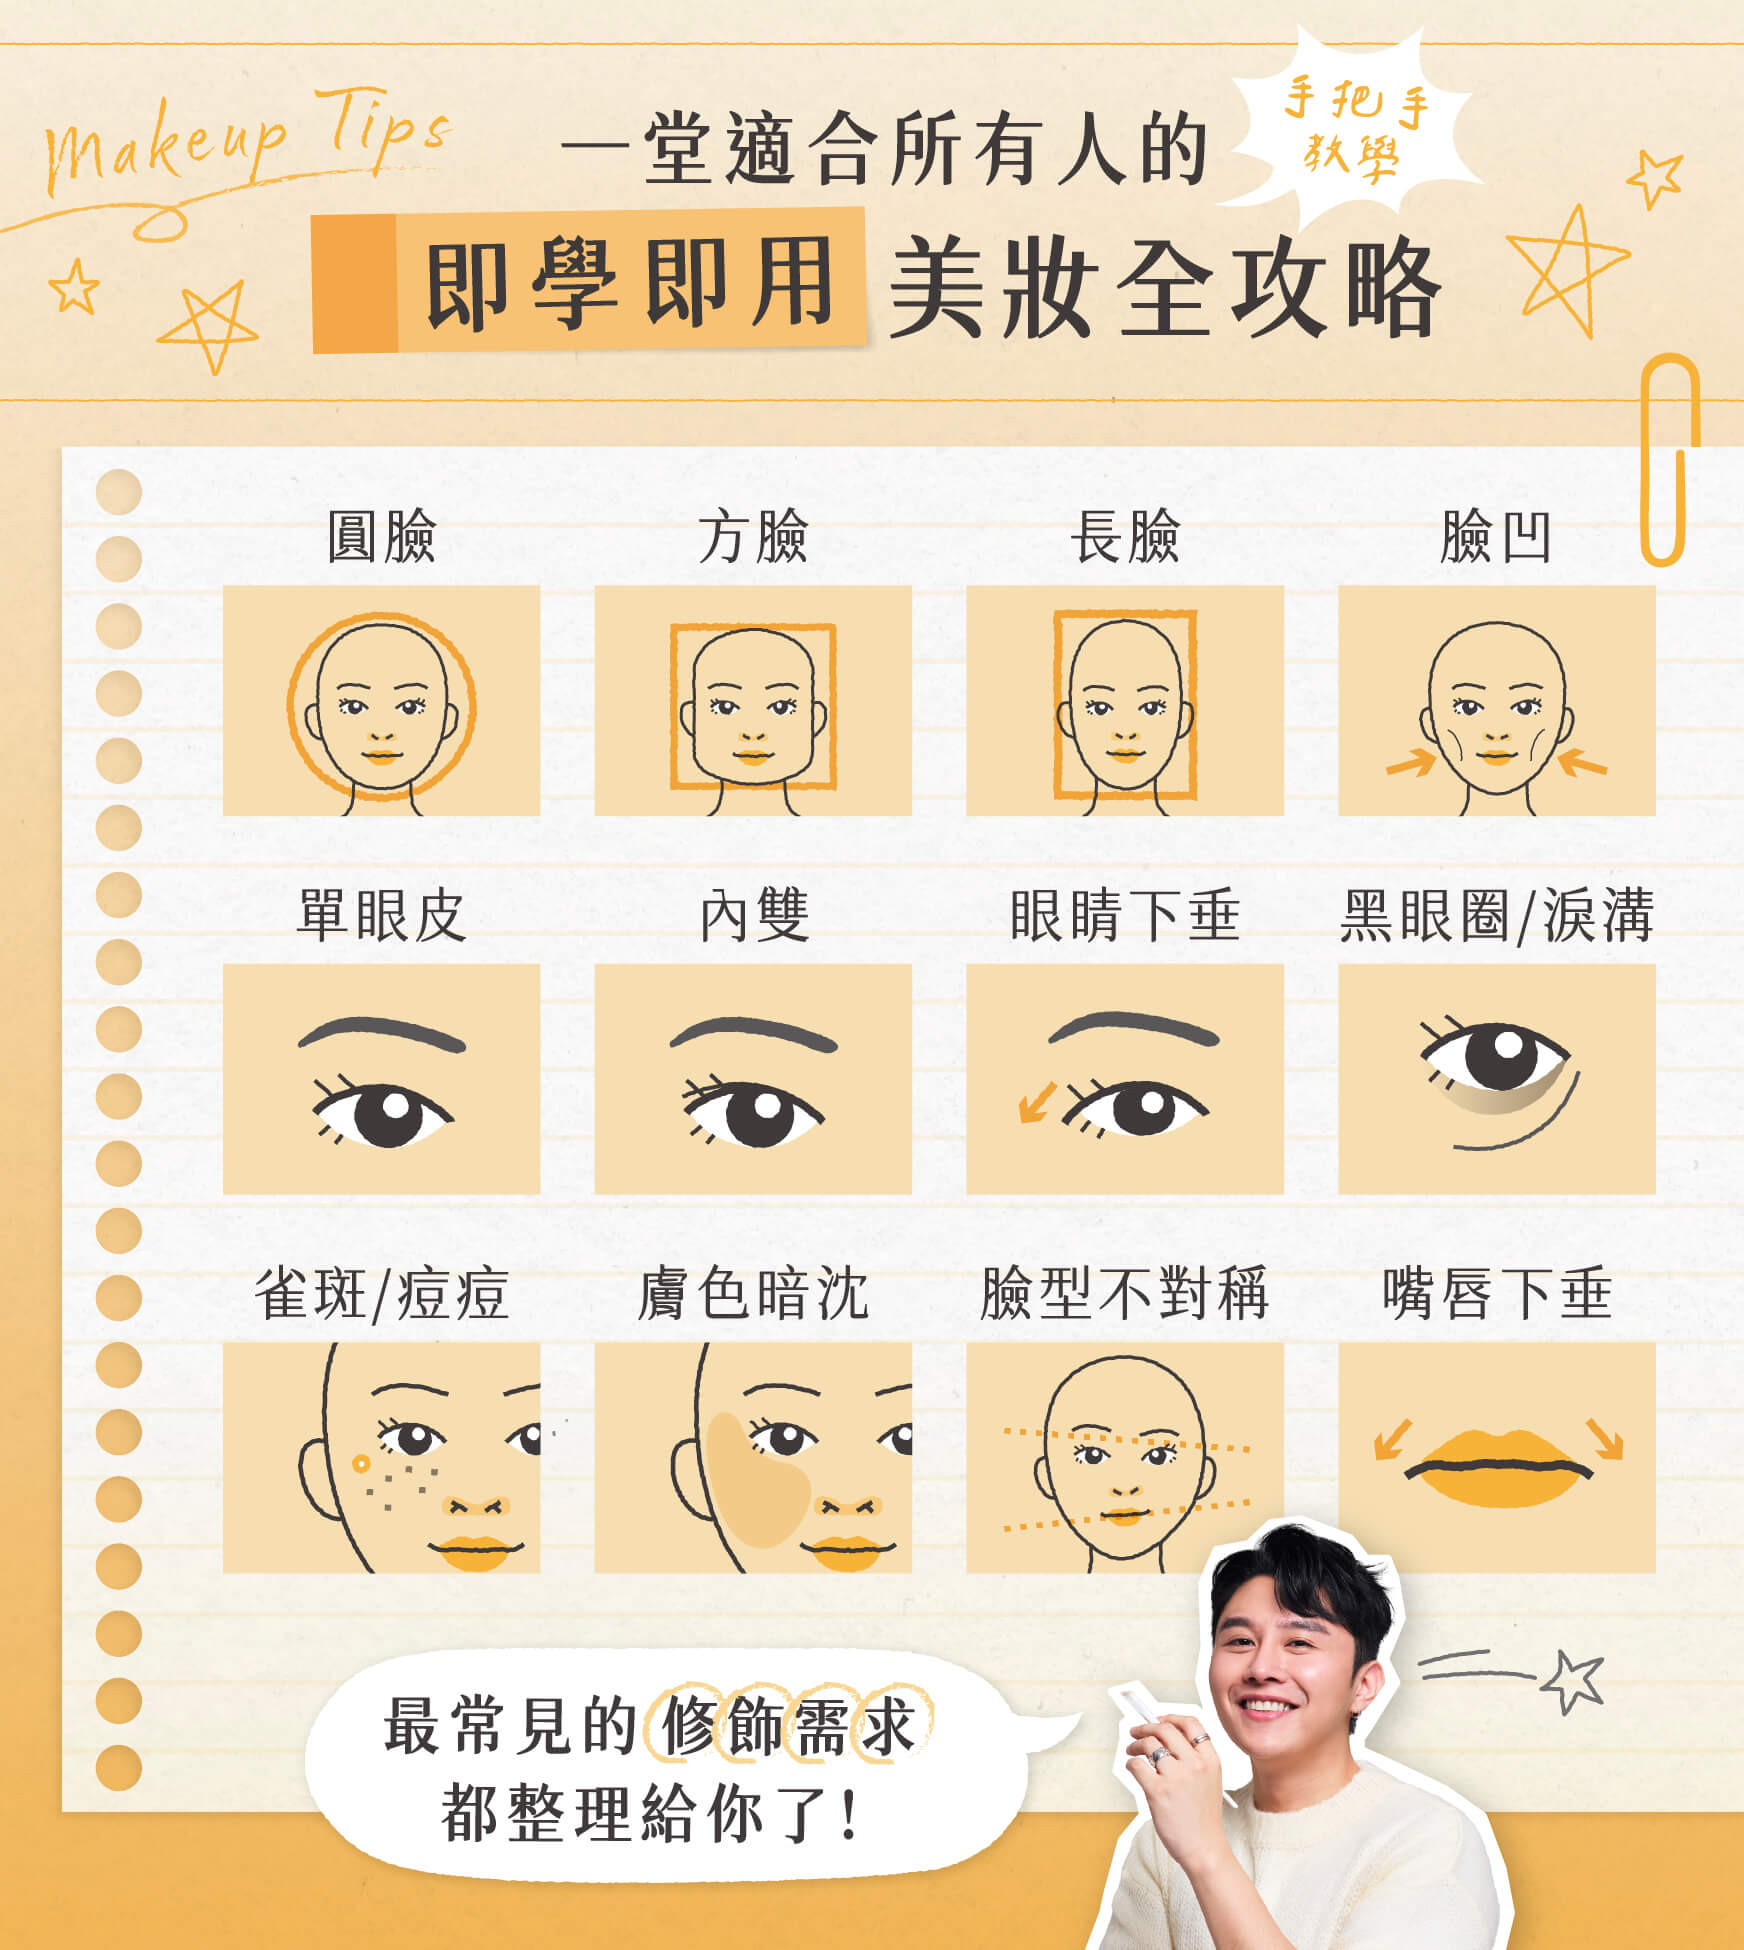 Makeup Tips
一堂適合所有人的
手把手
教學
即學即用 美妝全攻略
圓臉
方臉
長臉
臉凹
單眼皮
內雙
眼睛下垂
黑眼圈/淚溝
雀斑/痘痘
膚色暗沈
臉型不對稱
嘴唇下垂
最常見的修飾需求
都整理給你了!